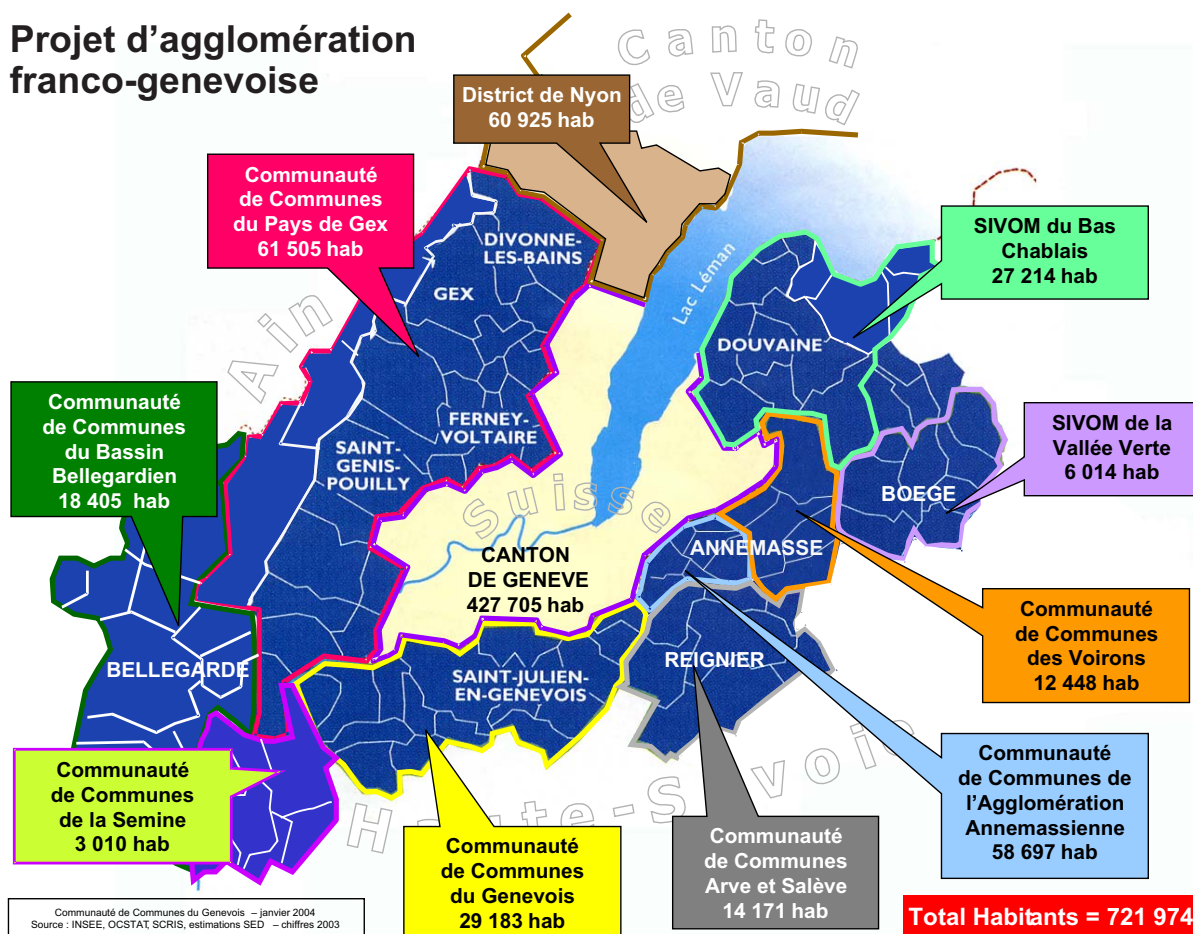 Projet d'agglomération
franco-genevoise
Canton
de Vaud
District de Nyon
60 925 hab
Communauté
de Communes
du Pays de Gex
61 505 hab
SIVOM du Bas
Chablais
27 214 hab
DIVONNE-
LES-BAINS
GEX
Lac Léman
Ain
DOUVAINE
Communauté
de Communes
du Bassin
Bellegardien
18 405 hab
FERNEY-
VOLTAIRE
SAINT-
GENIS-
POUILLY
SIVOM de la
Vallée Verte
6 014 hab
BOEGE
Suisse
ANNEMASSE
CANTON
DE GENEVE
427 705 hab
Communauté
de Communes
des Voirons
12 448 hab
BELLEGARDE
REIGNIER
SAINT-JULIEN-
EN-GENEVOIS
Haute-Savoie
Communauté
de Communes
de la Semine
3 010 hab
Communauté
de Communes de
l'Agglomération
Annemassienne
58 697 hab
Communauté
de Communes
du Genevois
29 183 hab
Communauté
de Communes
Arve et Salève
14 171 hab
Communauté de Communes du Genevois – janvier 2004
Source : INSEE, OCSTAT, SCRIS, estimations SED – chiffres 2003
Total Habitants = 721 974